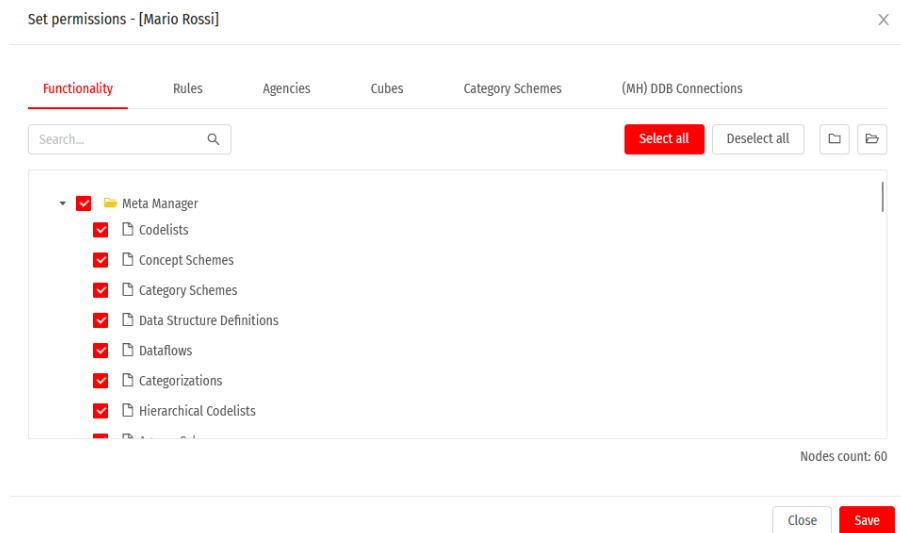 Set permissions - [Mario Rossi]
Functionality Rules Agencies Cubes Category Schemes (MH) DDB Connections
Search... Select all Deselect all
Meta Manager
Codelists
Concept Schemes
Category Schemes
Data Structure Definitions
Dataflows
Categorizations
Hierarchical Codelists
Nodes count: 60
Close Save